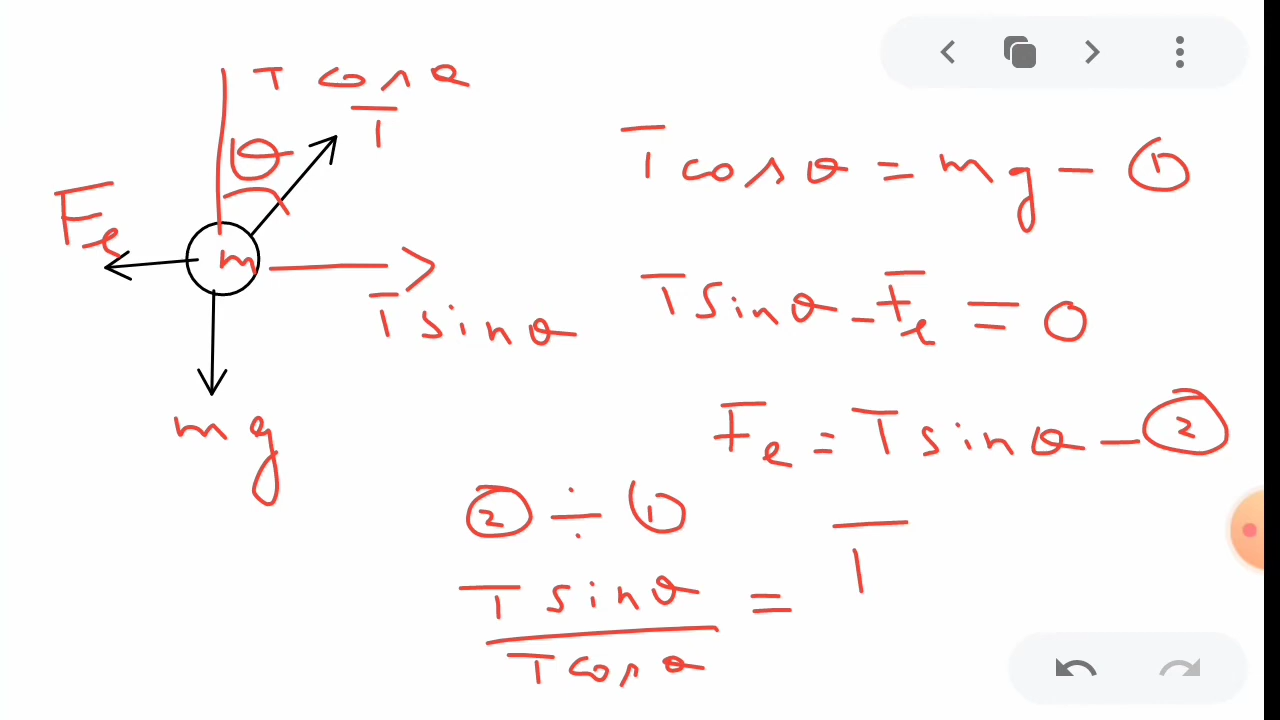 T cos θ
T
θ
Fe
m
T sin θ
mg
T cos θ = mg - ①
T sin θ - Fe = 0
Fe = T sin θ - ②
② ÷ ①
T sin θ / T cos θ = T